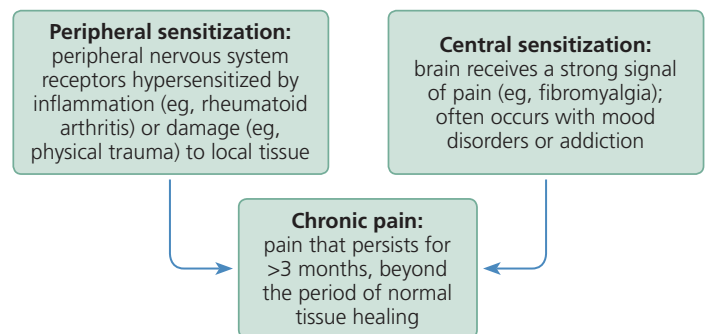 Peripheral sensitization:
peripheral nervous system
receptors hypersensitized by
inflammation (eg, rheumatoid
arthritis) or damage (eg,
physical trauma) to local tissue
Central sensitization:
brain receives a strong signal
of pain (eg, fibromyalgia);
often occurs with mood
disorders or addiction
Chronic pain:
pain that persists for
>3 months, beyond
the period of normal
tissue healing